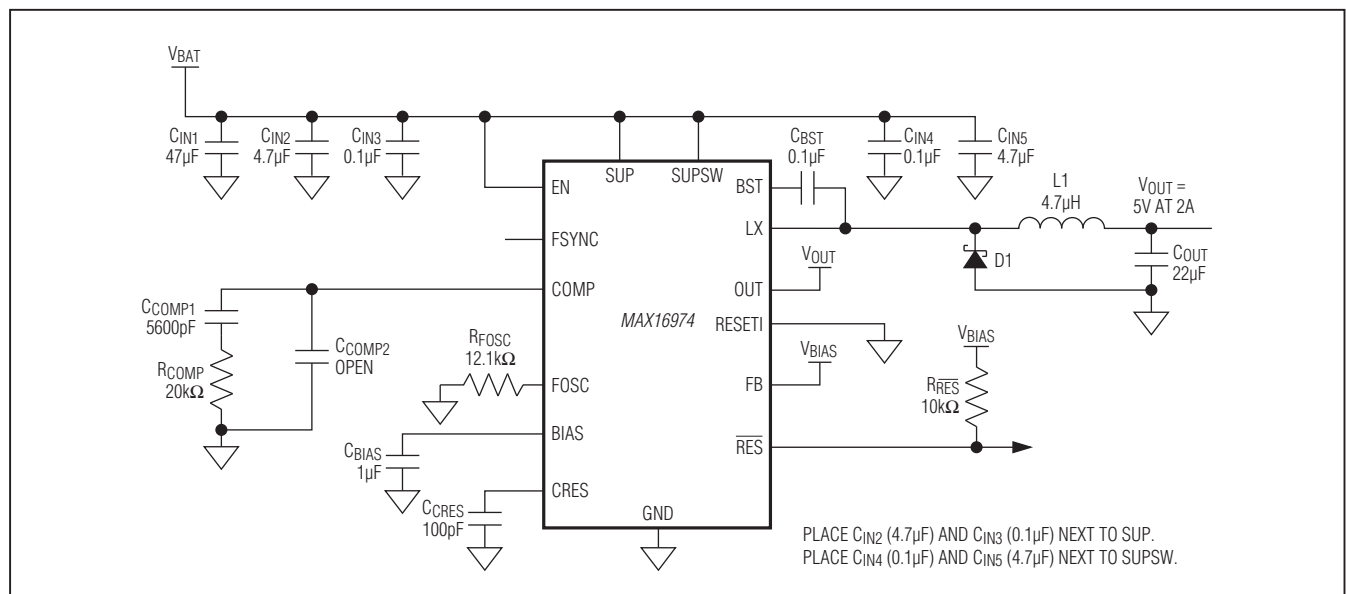 VBAT
CIN1
47µF
CIN2
4.7µF
CIN3
0.1µF
CBST
0.1µF
CIN4
0.1µF
CIN5
4.7µF
SUP
SUPSW
EN
BST
L1
4.7µH
VOUT =
5V AT 2A
LX
FSYNC
VOUT
D1
COUT
22µF
COMP
OUT
CCOMP1
5600pF
MAX16974
RESETI
CCOMP2
OPEN
RFOSC
12.1kΩ
VBIAS
VBIAS
RCOMP
20kΩ
FOSC
FB
RRES
10kΩ
BIAS
RES
CBIAS
1µF
CRES
CCRES
100pF
GND
PLACE CIN2 (4.7µF) AND CIN3 (0.1µF) NEXT TO SUP.
PLACE CIN4 (0.1µF) AND CIN5 (4.7µF) NEXT TO SUPSW.